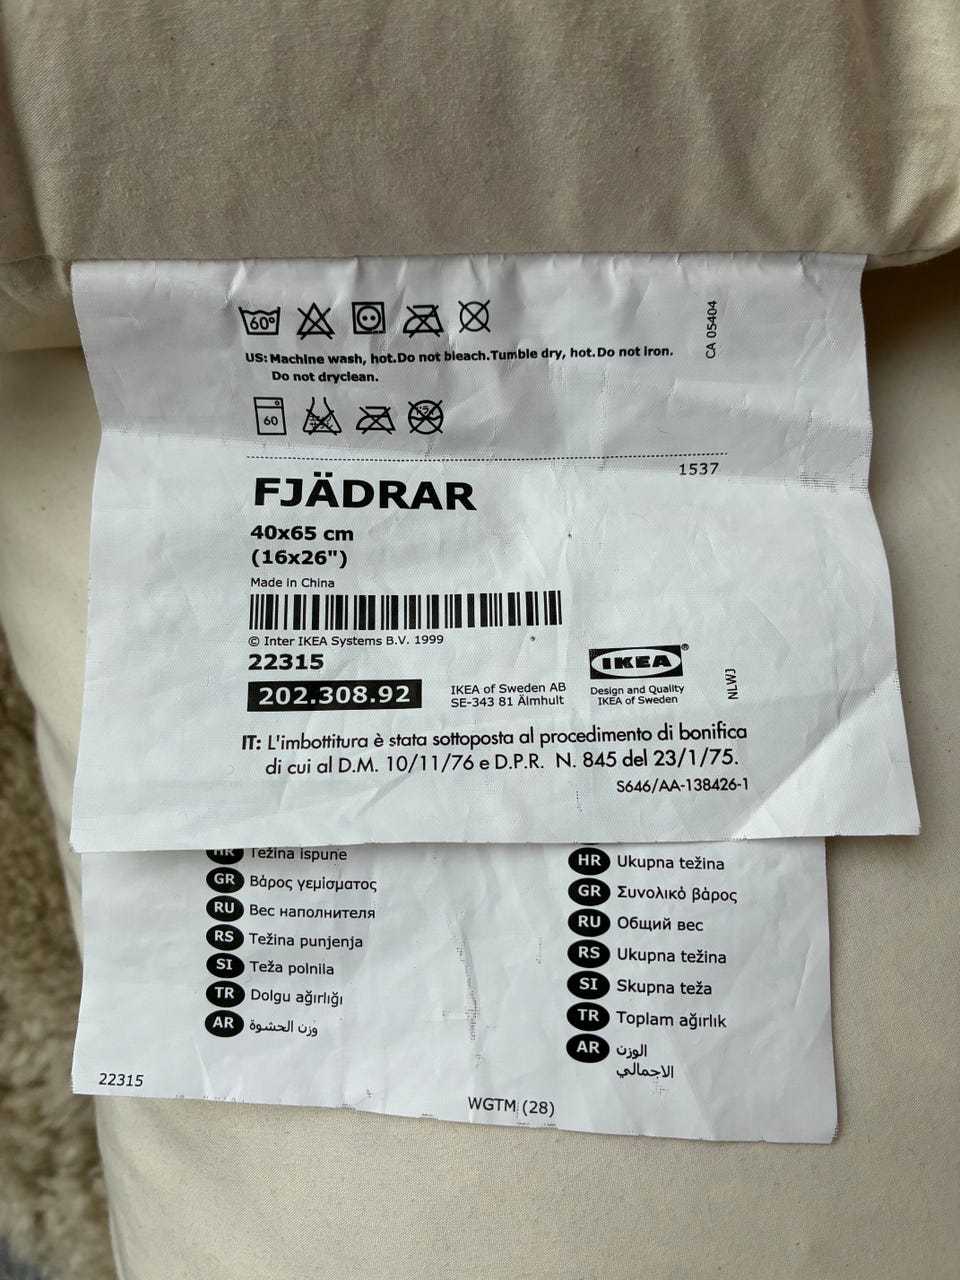 60°
CA 05404
US: Machine wash, hot. Do not bleach. Tumble dry, hot. Do not iron.
Do not dryclean.
60
1537
FJÄDRAR
40x65 cm
(16x26")
Made in China
© Inter IKEA Systems B.V. 1999
22315
202.308.92
IKEA of Sweden AB
SE-343 81 Älmhult
IKEA®
Design and Quality
IKEA of Sweden
NLWJ
IT: L'imbottitura è stata sottoposta al procedimento di bonifica
di cui al D.M. 10/11/76 e D.P.R. N. 845 del 23/1/75.
S646/AA-138426-1
HR Težina ispune
GR Βάρος γεμίσματος
RU Вес наполнителя
RS Težina punjenja
SI Teža polnila
TR Dolgu ağırlığı
AR وزن الحشوة
HR Ukupna težina
GR Συνολικό βάρος
RU Общий вес
RS Ukupna težina
SI Skupna teža
TR Toplam ağırlık
AR الوزن
الاجمالي
22315
WGTM (28)